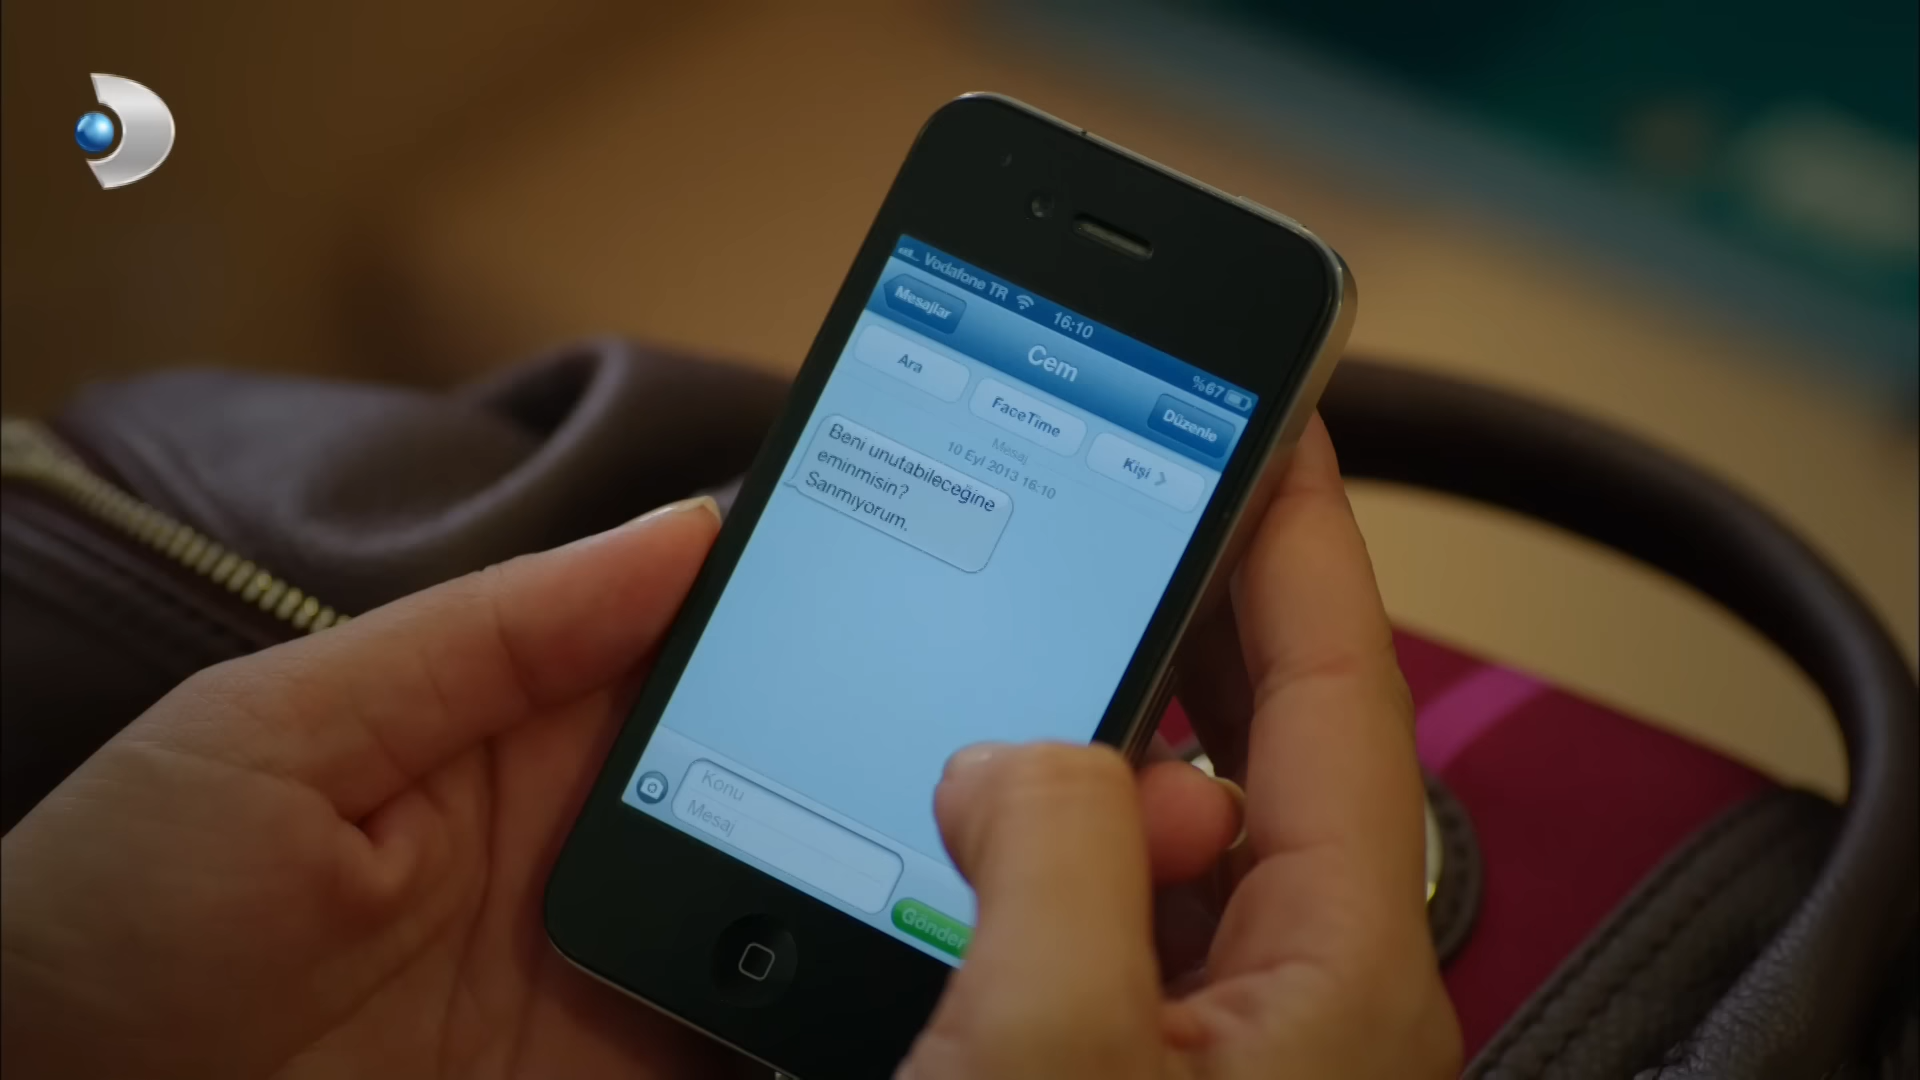 Vodafone TR 16:10 %67
Mesajlar Cem Düzenle
Ara FaceTime Kişi
Mesaj
10 Eyl 2013 16:10
Beni unutabileceğine
eminmisin?
Sanmıyorum.
Konu
Mesaj
Gönder